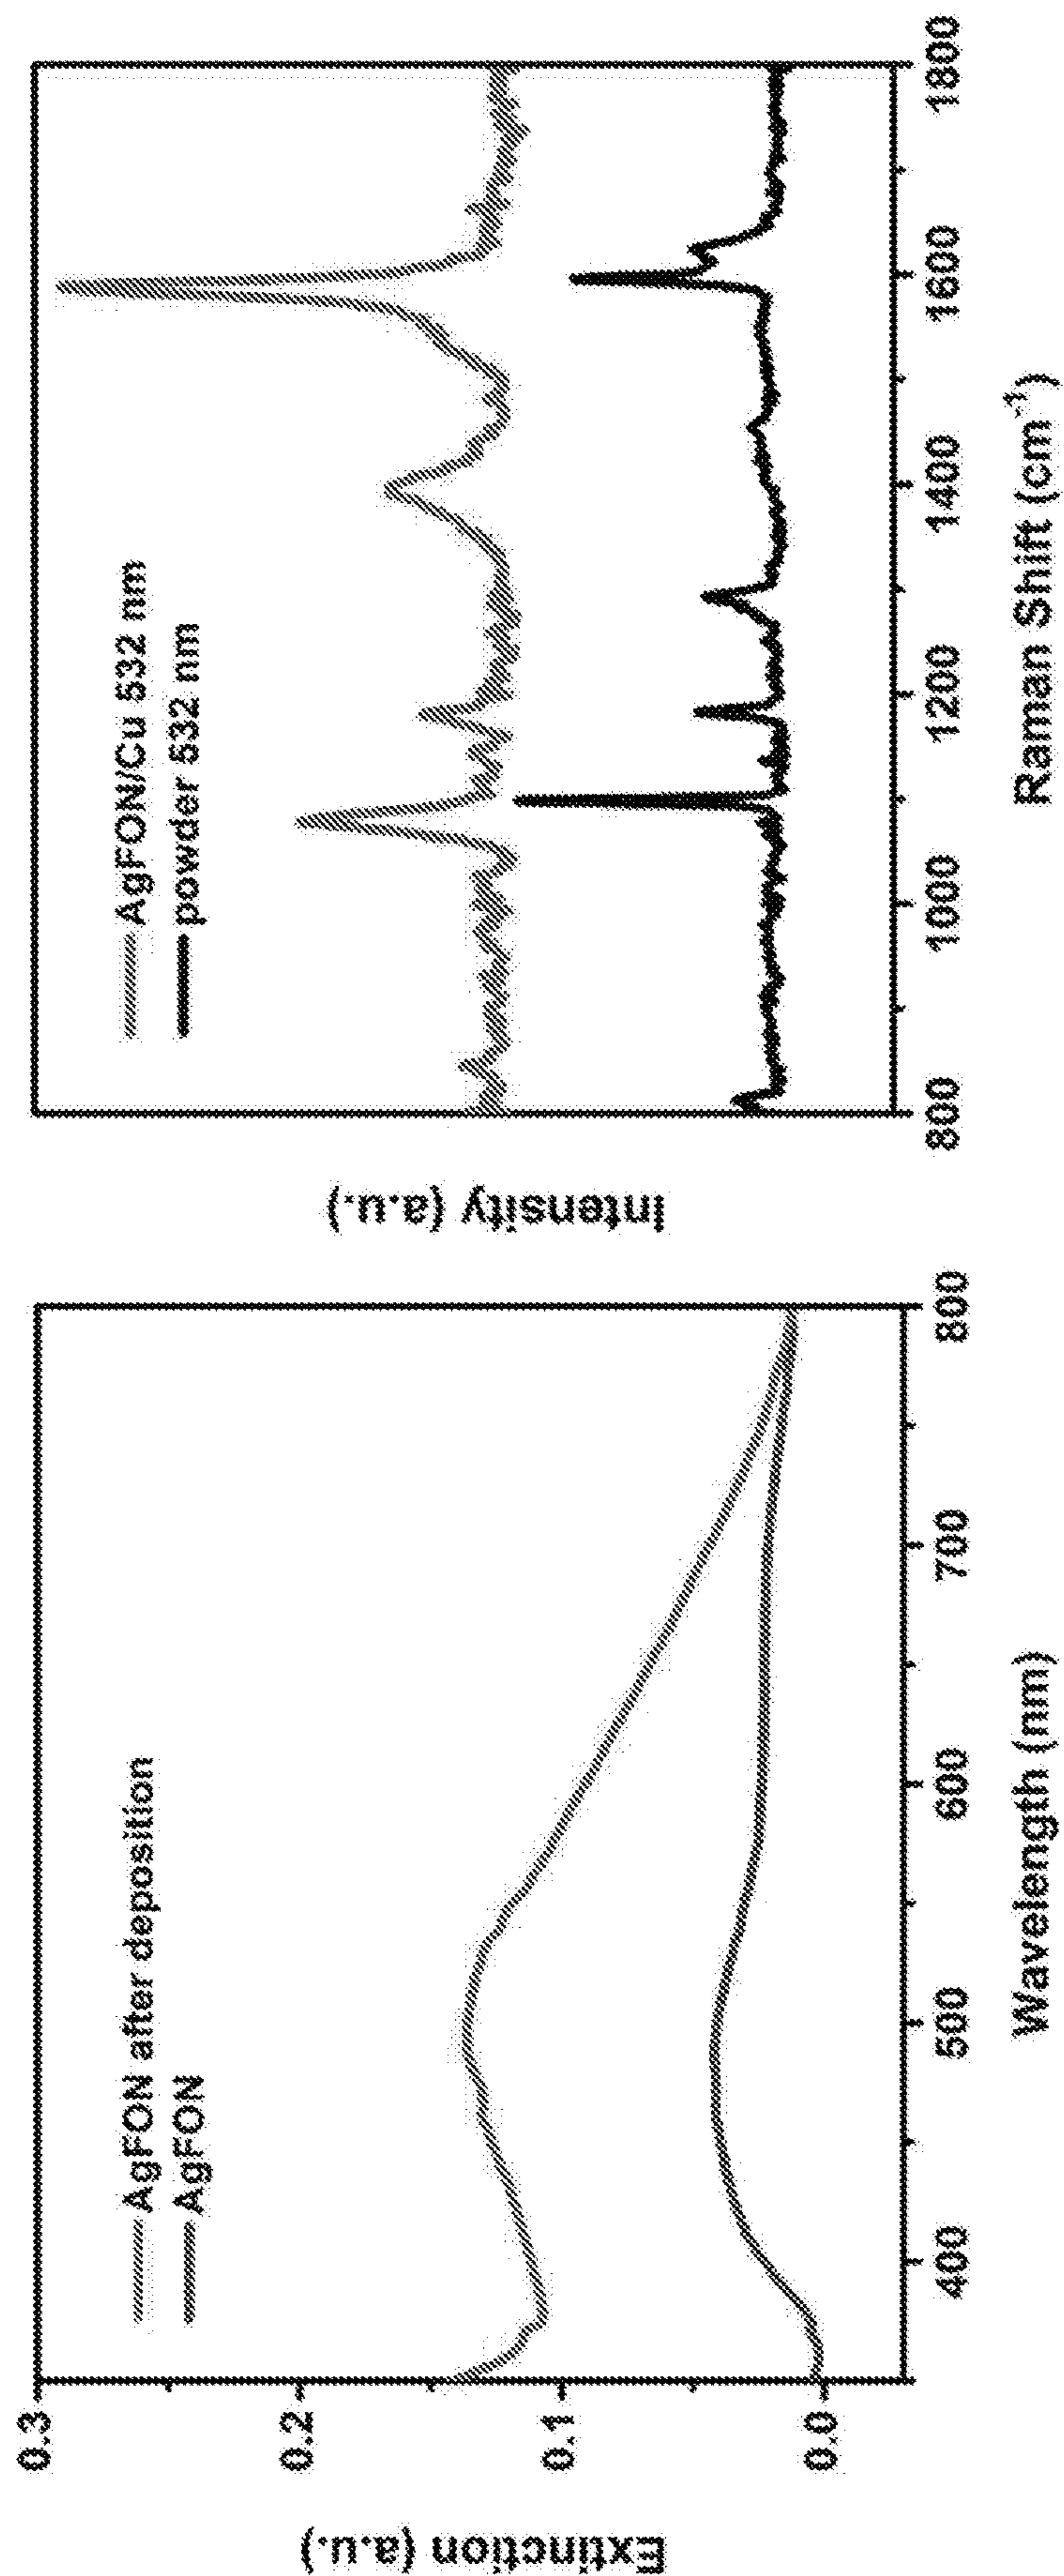 Extinction (a.u.)
0.3
0.2
0.1
0.0
AgFON after deposition
AgFON
400
500
600
700
800
Wavelength (nm)
Intensity (a.u.)
AgFON/Cu 532 nm
powder 532 nm
800
1000
1200
1400
1600
1800
Raman Shift (cm⁻¹)